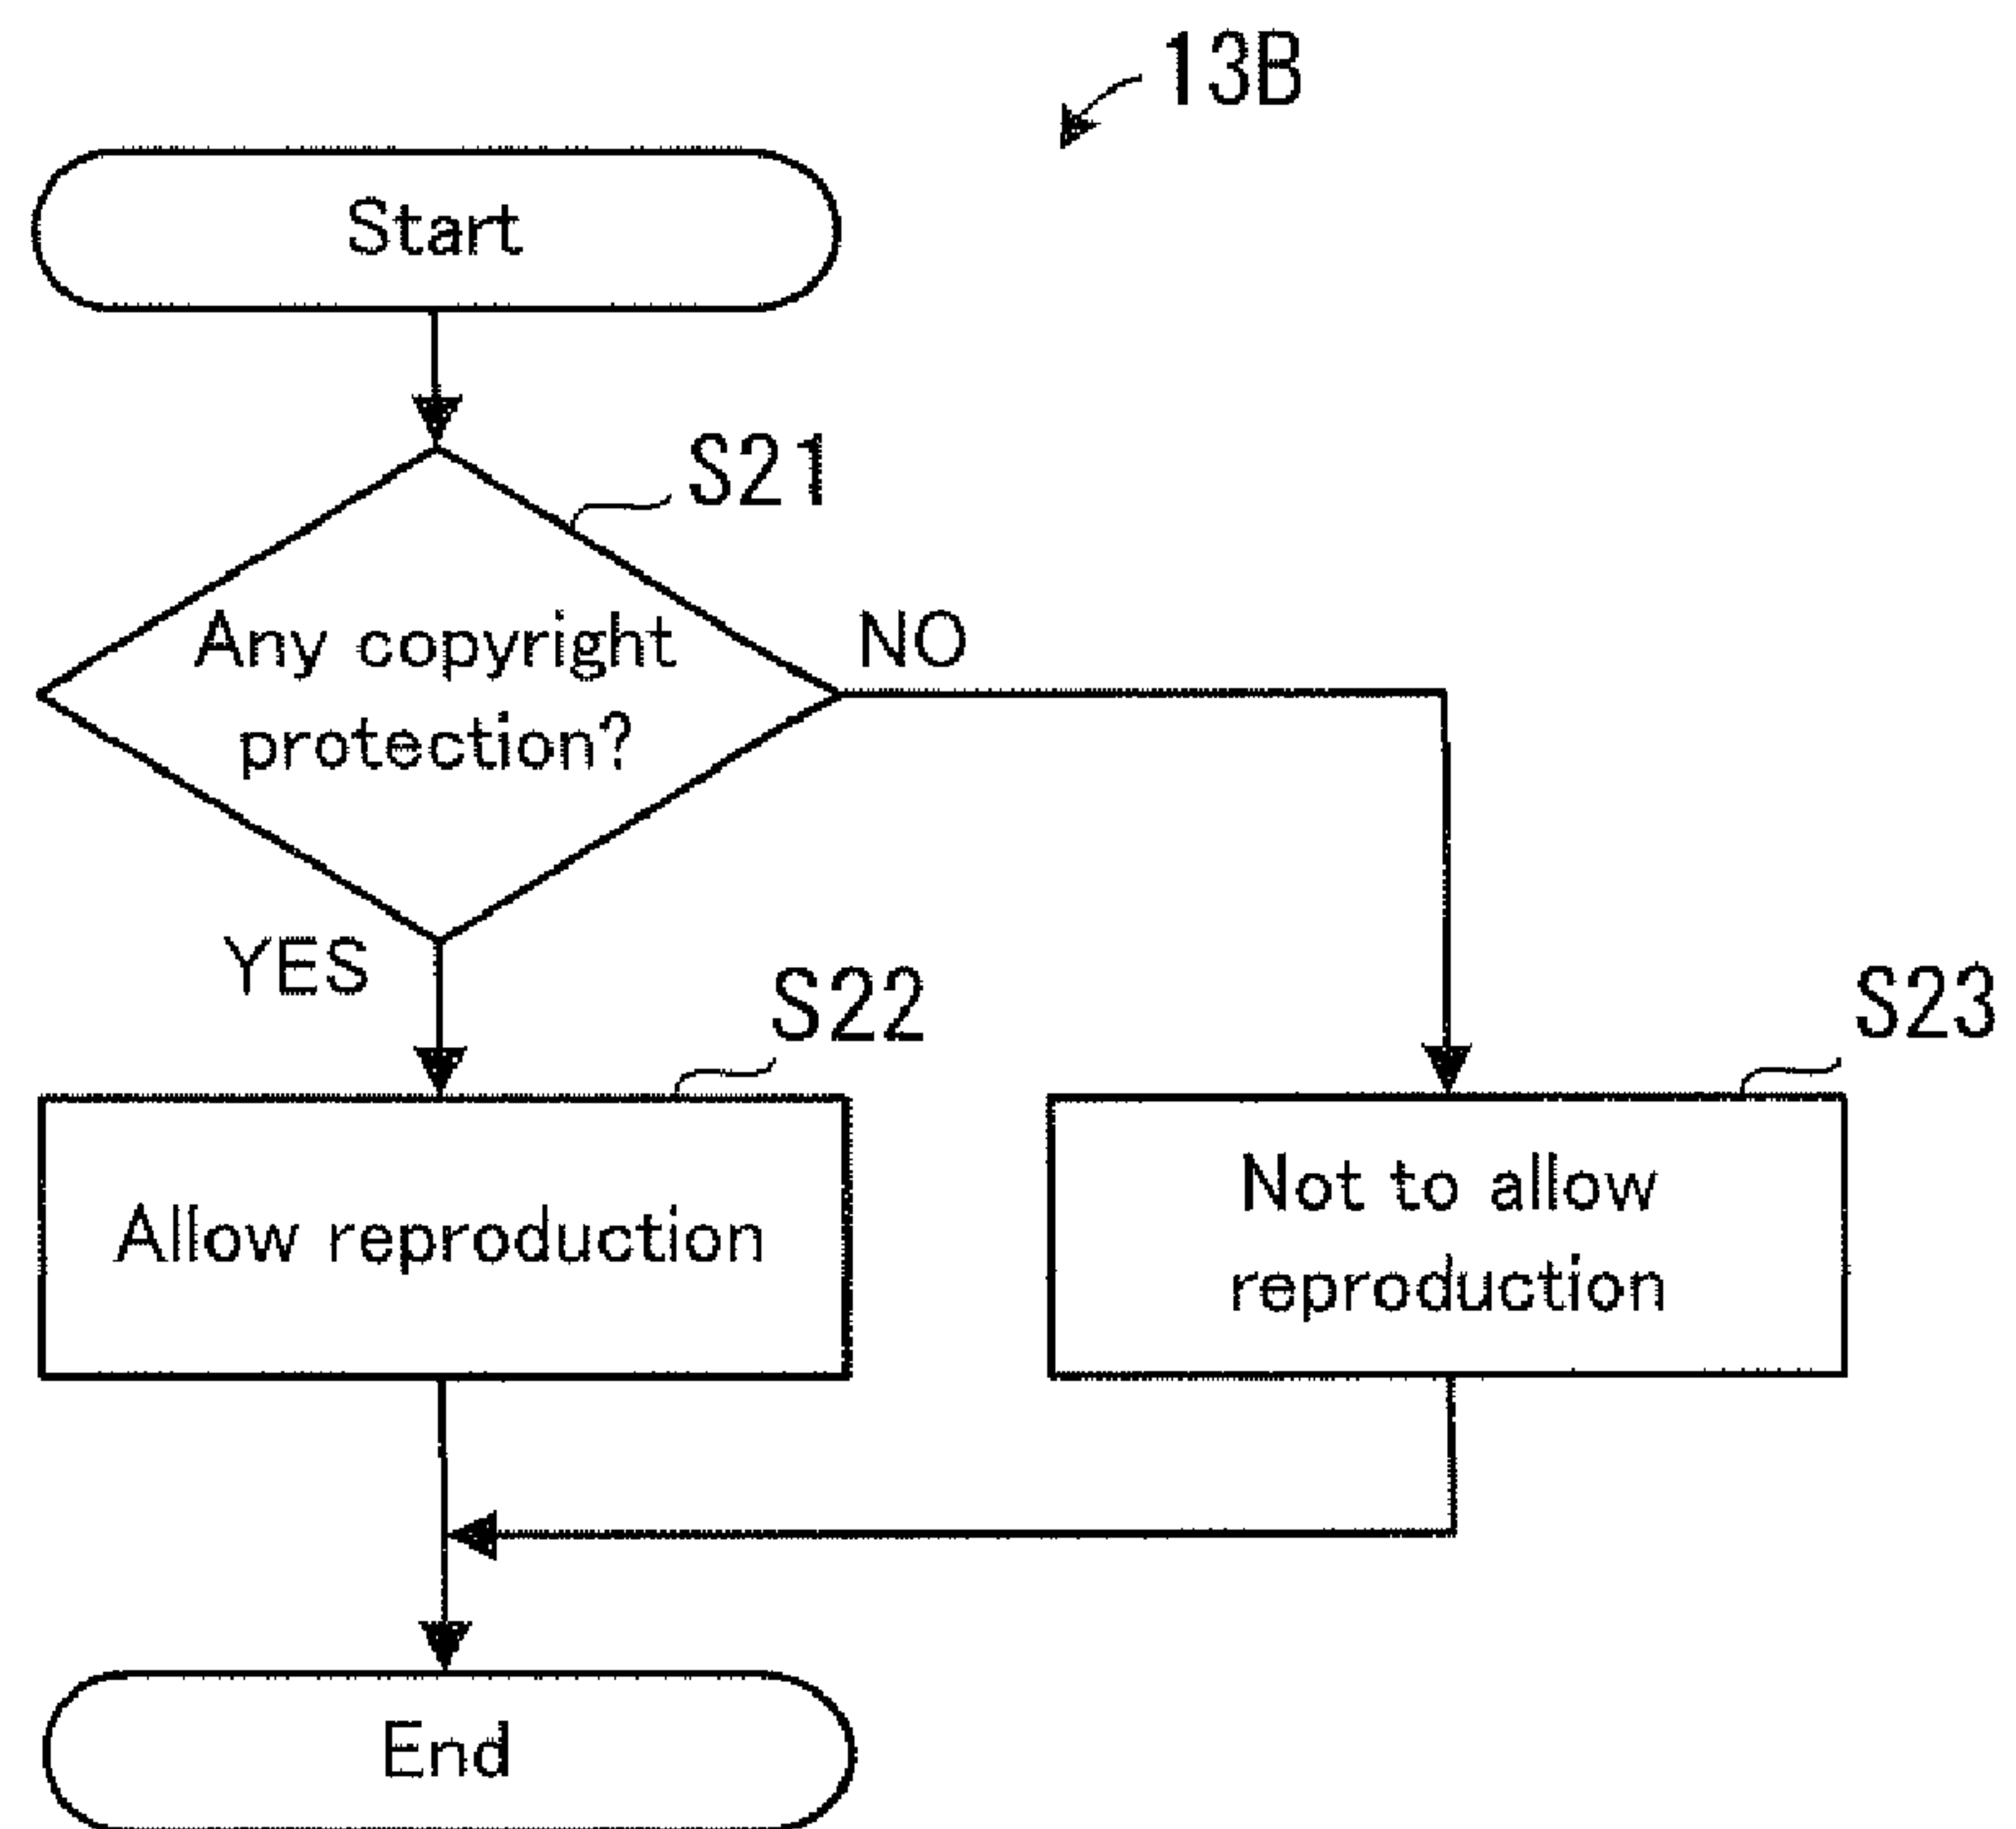 13B
Start
S21
Any copyright
protection?
NO
YES
S22
S23
Allow reproduction
Not to allow
reproduction
End